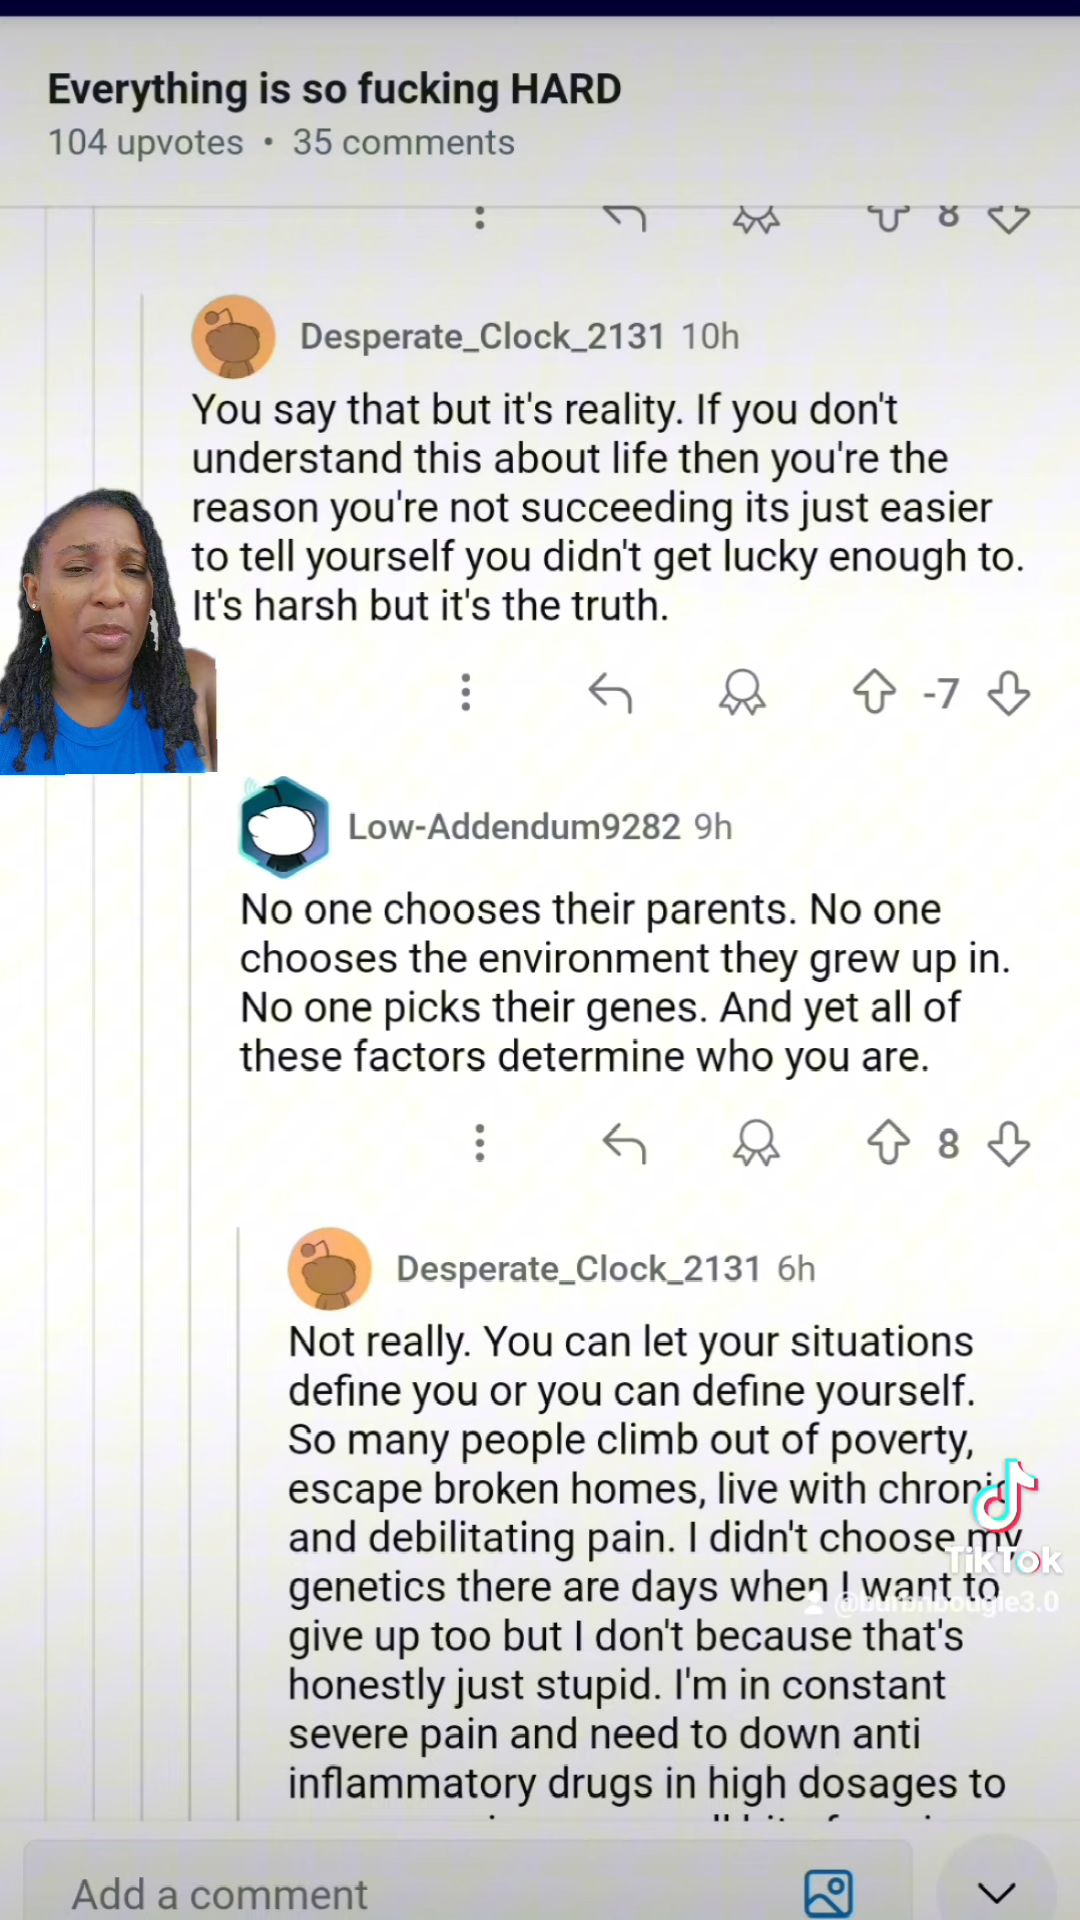 Everything is so fucking HARD
104 upvotes • 35 comments
8
Desperate_Clock_2131 10h
You say that but it's reality. If you don't
understand this about life then you're the
reason you're not succeeding its just easier
to tell yourself you didn't get lucky enough to.
It's harsh but it's the truth.
-7
Low-Addendum9282 9h
No one chooses their parents. No one
chooses the environment they grew up in.
No one picks their genes. And yet all of
these factors determine who you are.
8
Desperate_Clock_2131 6h
Not really. You can let your situations
define you or you can define yourself.
So many people climb out of poverty,
escape broken homes, live with chronic
and debilitating pain. I didn't choose my
TikTok
genetics there are days when I want to
@burbnbougie3.0
give up too but I don't because that's
honestly just stupid. I'm in constant
severe pain and need to down anti
inflammatory drugs in high dosages to
Add a comment